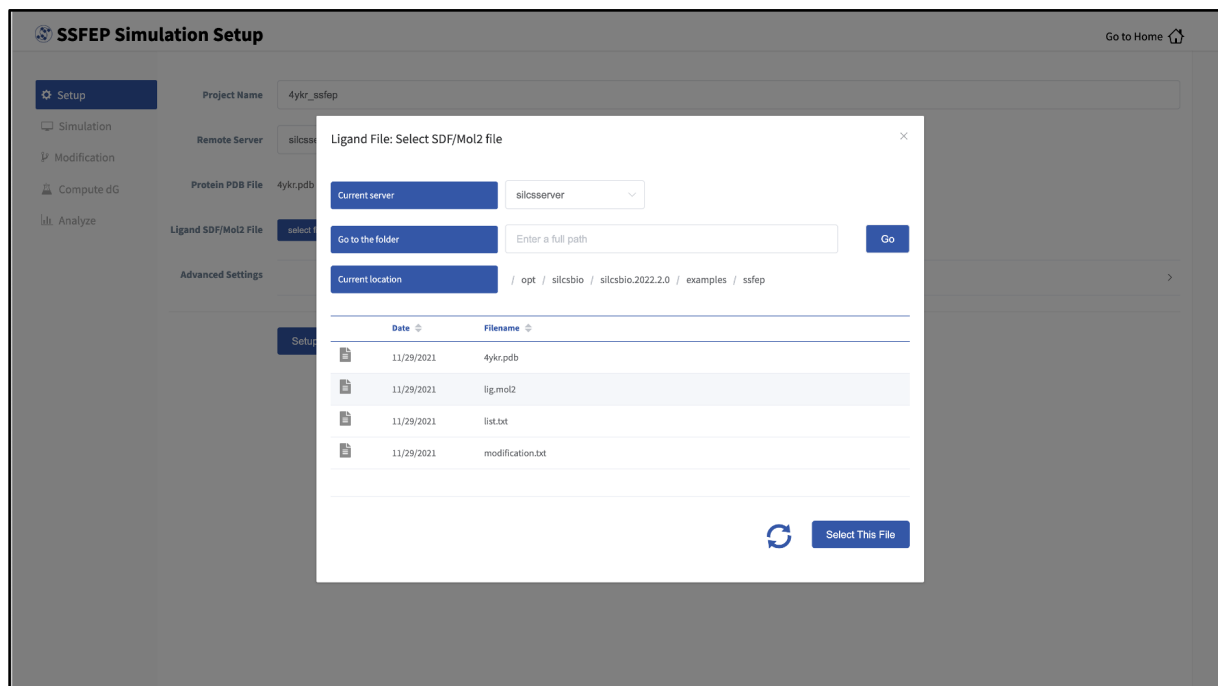 SSFEP Simulation Setup
Go to Home
Setup
Simulation
Modification
Compute dG
Analyze
Project Name
4ykr_ssfep
Remote Server
Protein PDB File
4ykr.pdb
Ligand SDF/Mol2 File
select
Advanced Settings
Setup
Ligand File: Select SDF/Mol2 file
Current server
silcsserver
Go to the folder
Enter a full path
Go
Current location
/ opt / silcsbio / silcsbio.2022.2.0 / examples / ssfep
Date Filename
11/29/2021 4ykr.pdb
11/29/2021 lig.mol2
11/29/2021 list.txt
11/29/2021 modification.txt
Select This File